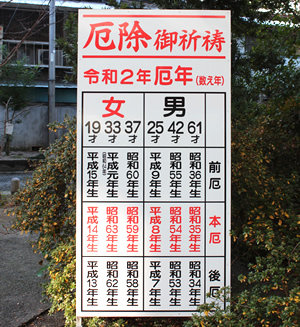 厄除御祈祷
令和2年 厄年 (数え年)
女 男
19才 33才 37才 25才 42才 61才
平成15年生 平成元年生 昭和60年生 平成9年生 昭和55年生 昭和36年生 前厄
平成14年生 昭和63年生 昭和59年生 平成8年生 昭和54年生 昭和35年生 本厄
平成13年生 昭和62年生 昭和58年生 平成7年生 昭和53年生 昭和34年生 後厄